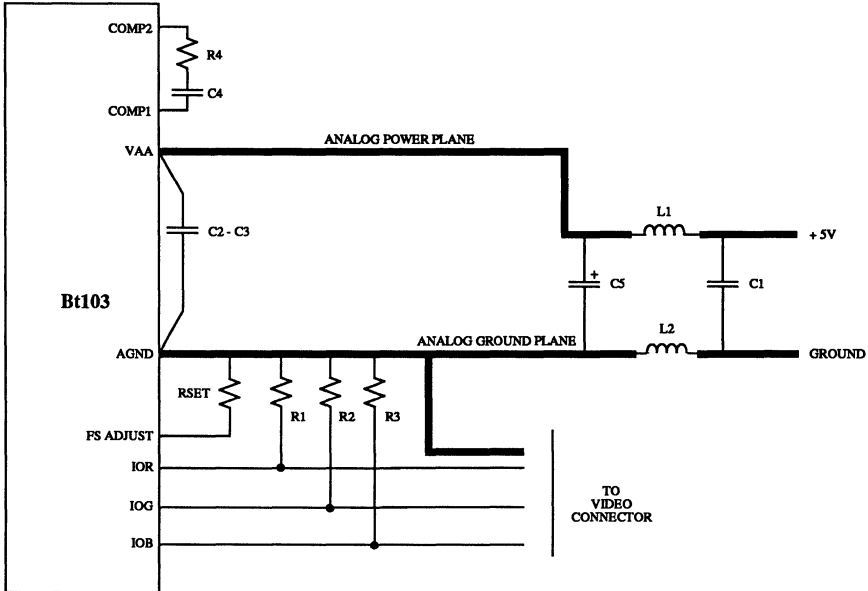 COMP2
R4
C4
COMP1
ANALOG POWER PLANE
VAA
L1
+ 5V
C2 - C3
+
C5
C1
Bt103
L2
ANALOG GROUND PLANE
AGND
GROUND
RSET
R1
R2
R3
FS ADJUST
IOR
IOG
IOB
TO
VIDEO
CONNECTOR